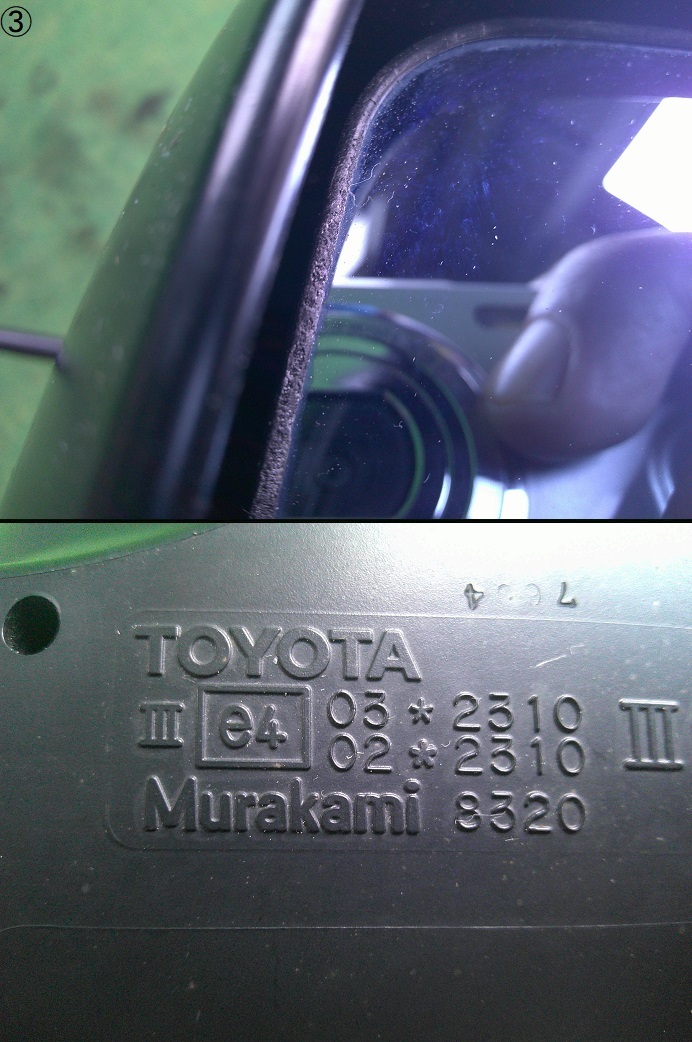 ③
TOYOTA
III e4 03*2310 III
02*2310
Murakami 8320